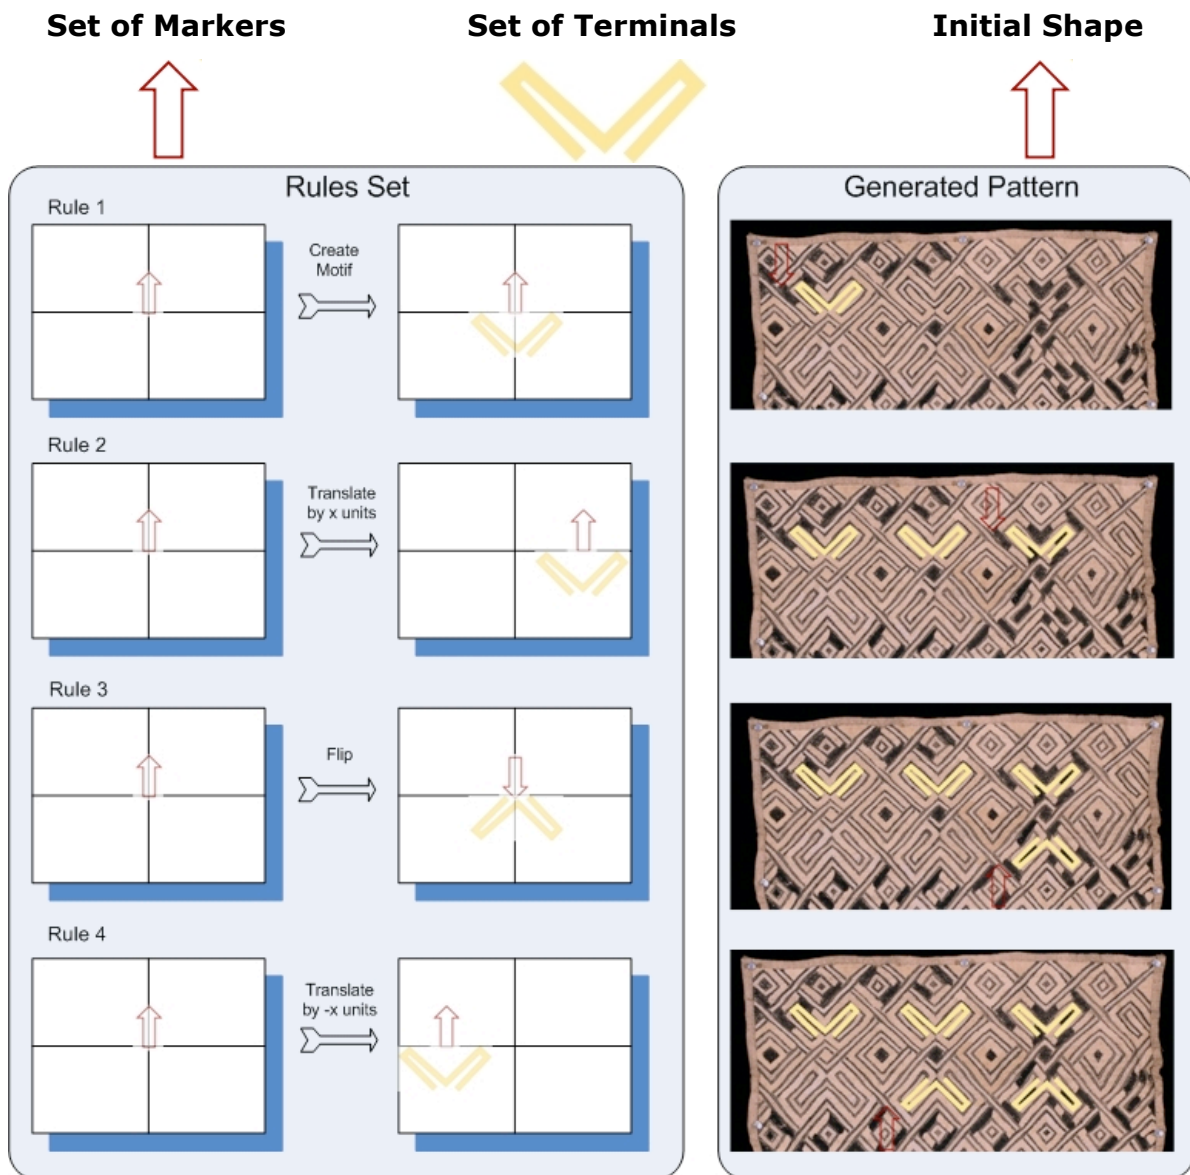 Set of Markers
Set of Terminals
Initial Shape
Rules Set
Generated Pattern
Rule 1
Create
Motif
Rule 2
Translate
by x units
Rule 3
Flip
Rule 4
Translate
by -x units